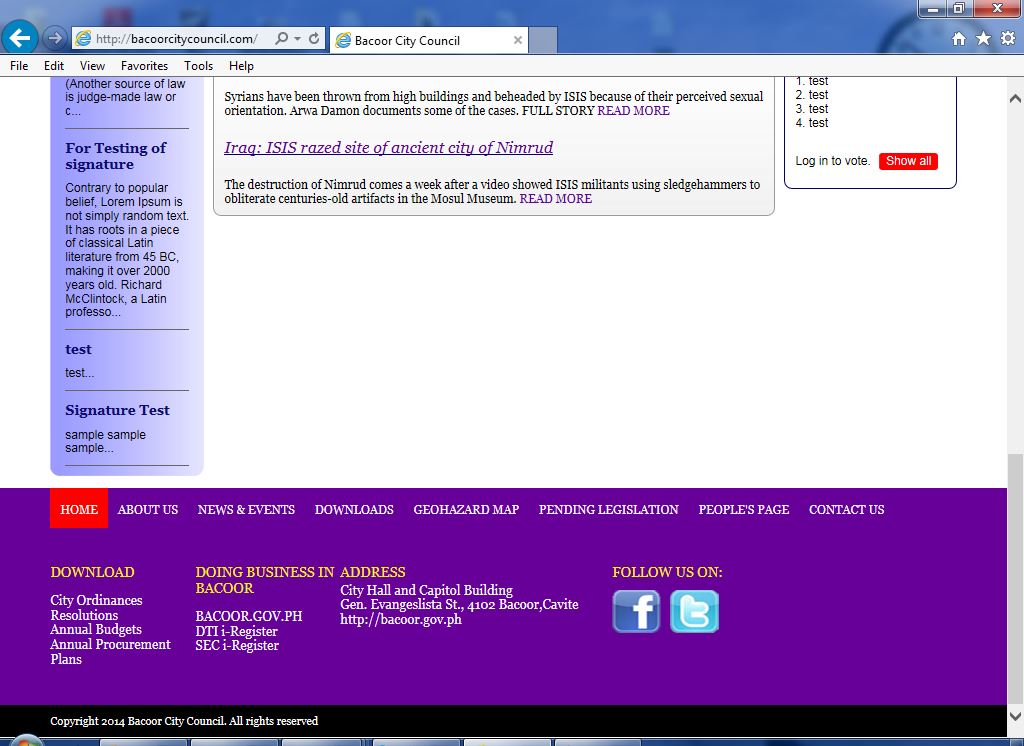 http://bacoorcitycouncil.com/
Bacoor City Council
File Edit View Favorites Tools Help
(Another source of law
is judge-made law or
c...
For Testing of
signature
Contrary to popular
belief, Lorem Ipsum is
not simply random text.
It has roots in a piece
of classical Latin
literature from 45 BC,
making it over 2000
years old. Richard
McClintock, a Latin
professo...
test
test...
Signature Test
sample sample
sample...
Syrians have been thrown from high buildings and beheaded by ISIS because of their perceived sexual
orientation. Arwa Damon documents some of the cases. FULL STORY READ MORE
Iraq: ISIS razed site of ancient city of Nimrud
The destruction of Nimrud comes a week after a video showed ISIS militants using sledgehammers to
obliterate centuries-old artifacts in the Mosul Museum. READ MORE
1. test
2. test
3. test
4. test
Log in to vote. Show all
HOME ABOUT US NEWS & EVENTS DOWNLOADS GEOHAZARD MAP PENDING LEGISLATION PEOPLE'S PAGE CONTACT US
DOWNLOAD
City Ordinances
Resolutions
Annual Budgets
Annual Procurement
Plans
DOING BUSINESS IN
BACOOR
BACOOR.GOV.PH
DTI i-Register
SEC i-Register
ADDRESS
City Hall and Capitol Building
Gen. Evangeslista St., 4102 Bacoor,Cavite
http://bacoor.gov.ph
FOLLOW US ON:
f t
Copyright 2014 Bacoor City Council. All rights reserved